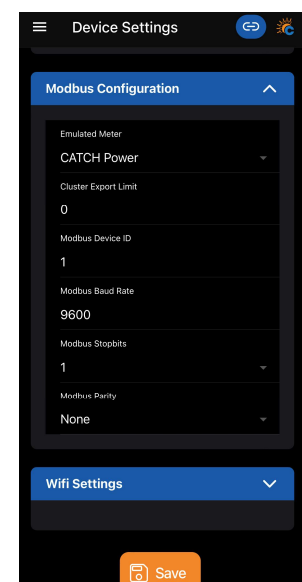 Device Settings
Modbus Configuration
Emulated Meter
CATCH Power
Cluster Export Limit
0
Modbus Device ID
1
Modbus Baud Rate
9600
Modbus Stopbits
1
Modbus Parity
None
Wifi Settings
Save